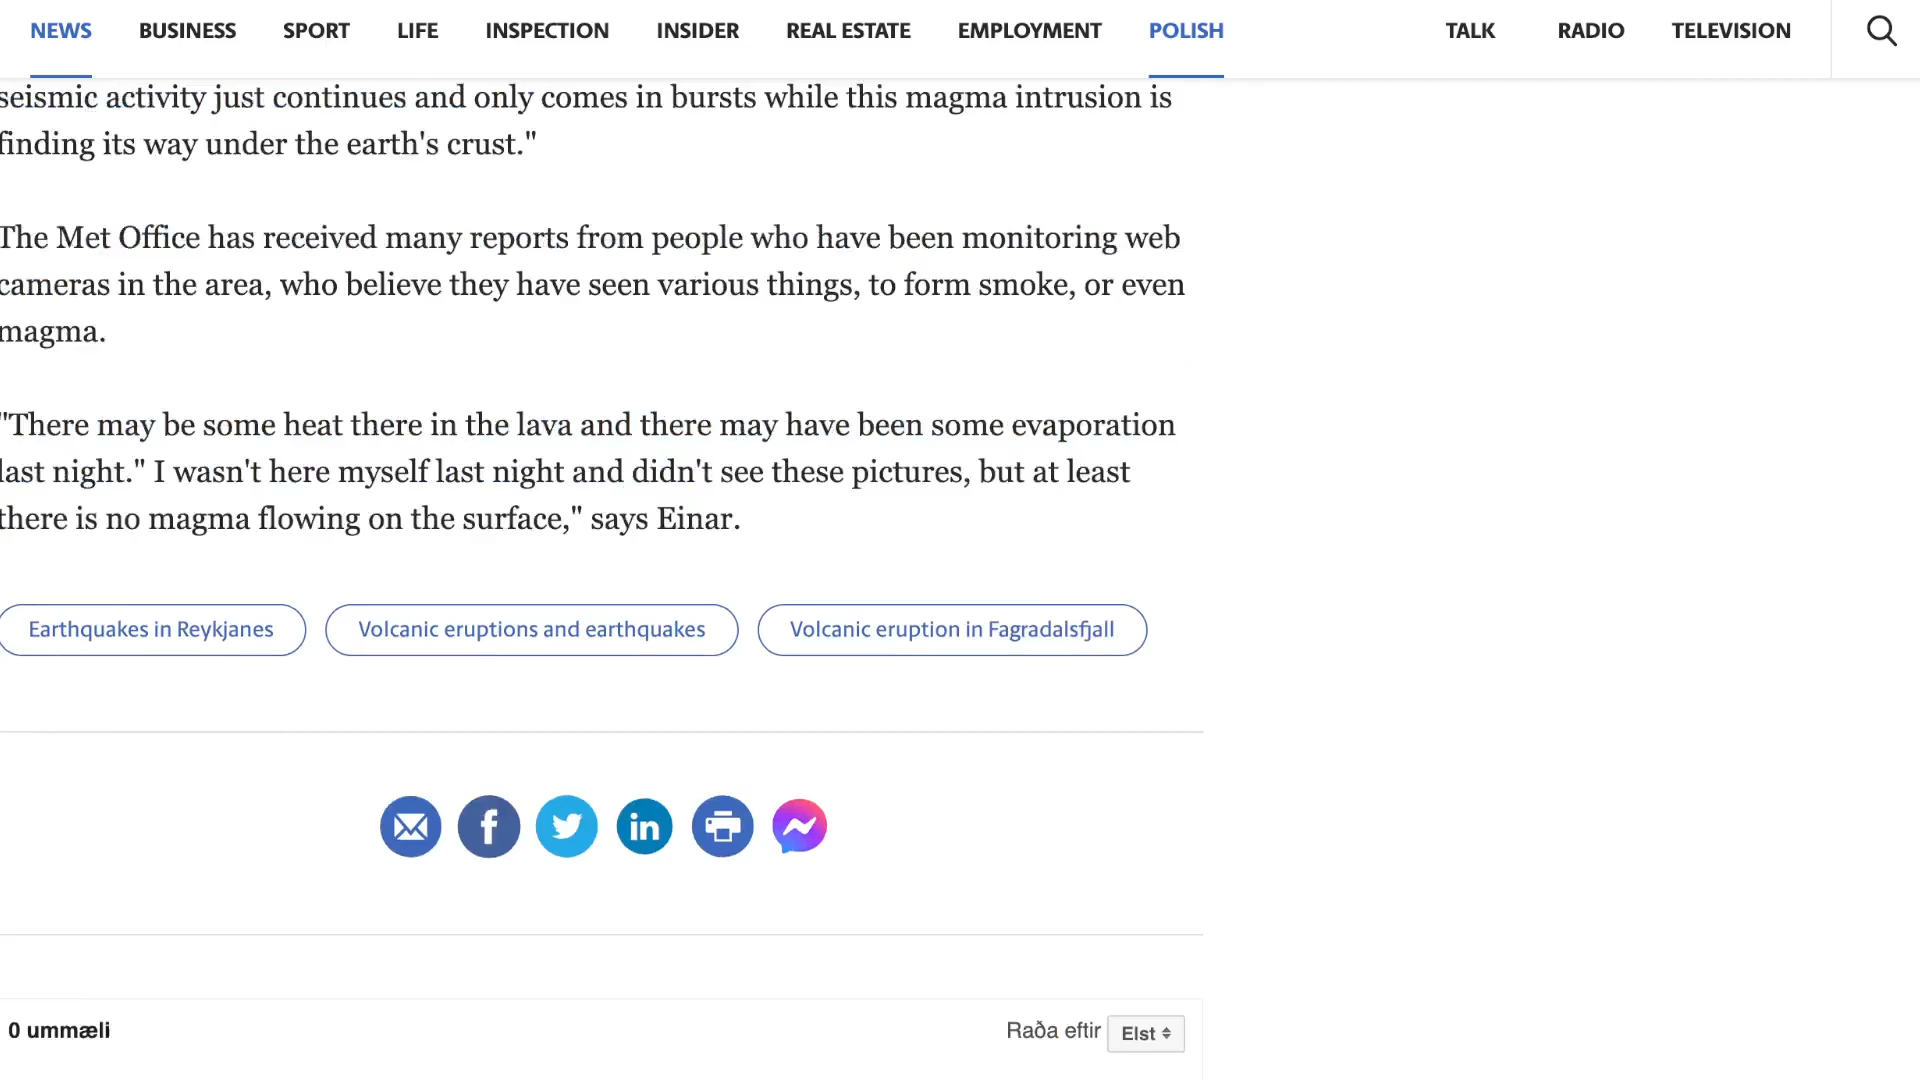 NEWS BUSINESS SPORT LIFE INSPECTION INSIDER REAL ESTATE EMPLOYMENT POLISH TALK RADIO TELEVISION
seismic activity just continues and only comes in bursts while this magma intrusion is
finding its way under the earth's crust."
The Met Office has received many reports from people who have been monitoring web
cameras in the area, who believe they have seen various things, to form smoke, or even
magma.
"There may be some heat there in the lava and there may have been some evaporation
last night." I wasn't here myself last night and didn't see these pictures, but at least
there is no magma flowing on the surface," says Einar.
Earthquakes in Reykjanes Volcanic eruptions and earthquakes Volcanic eruption in Fagradalsfjall
0 ummæli Raða eftir Elst